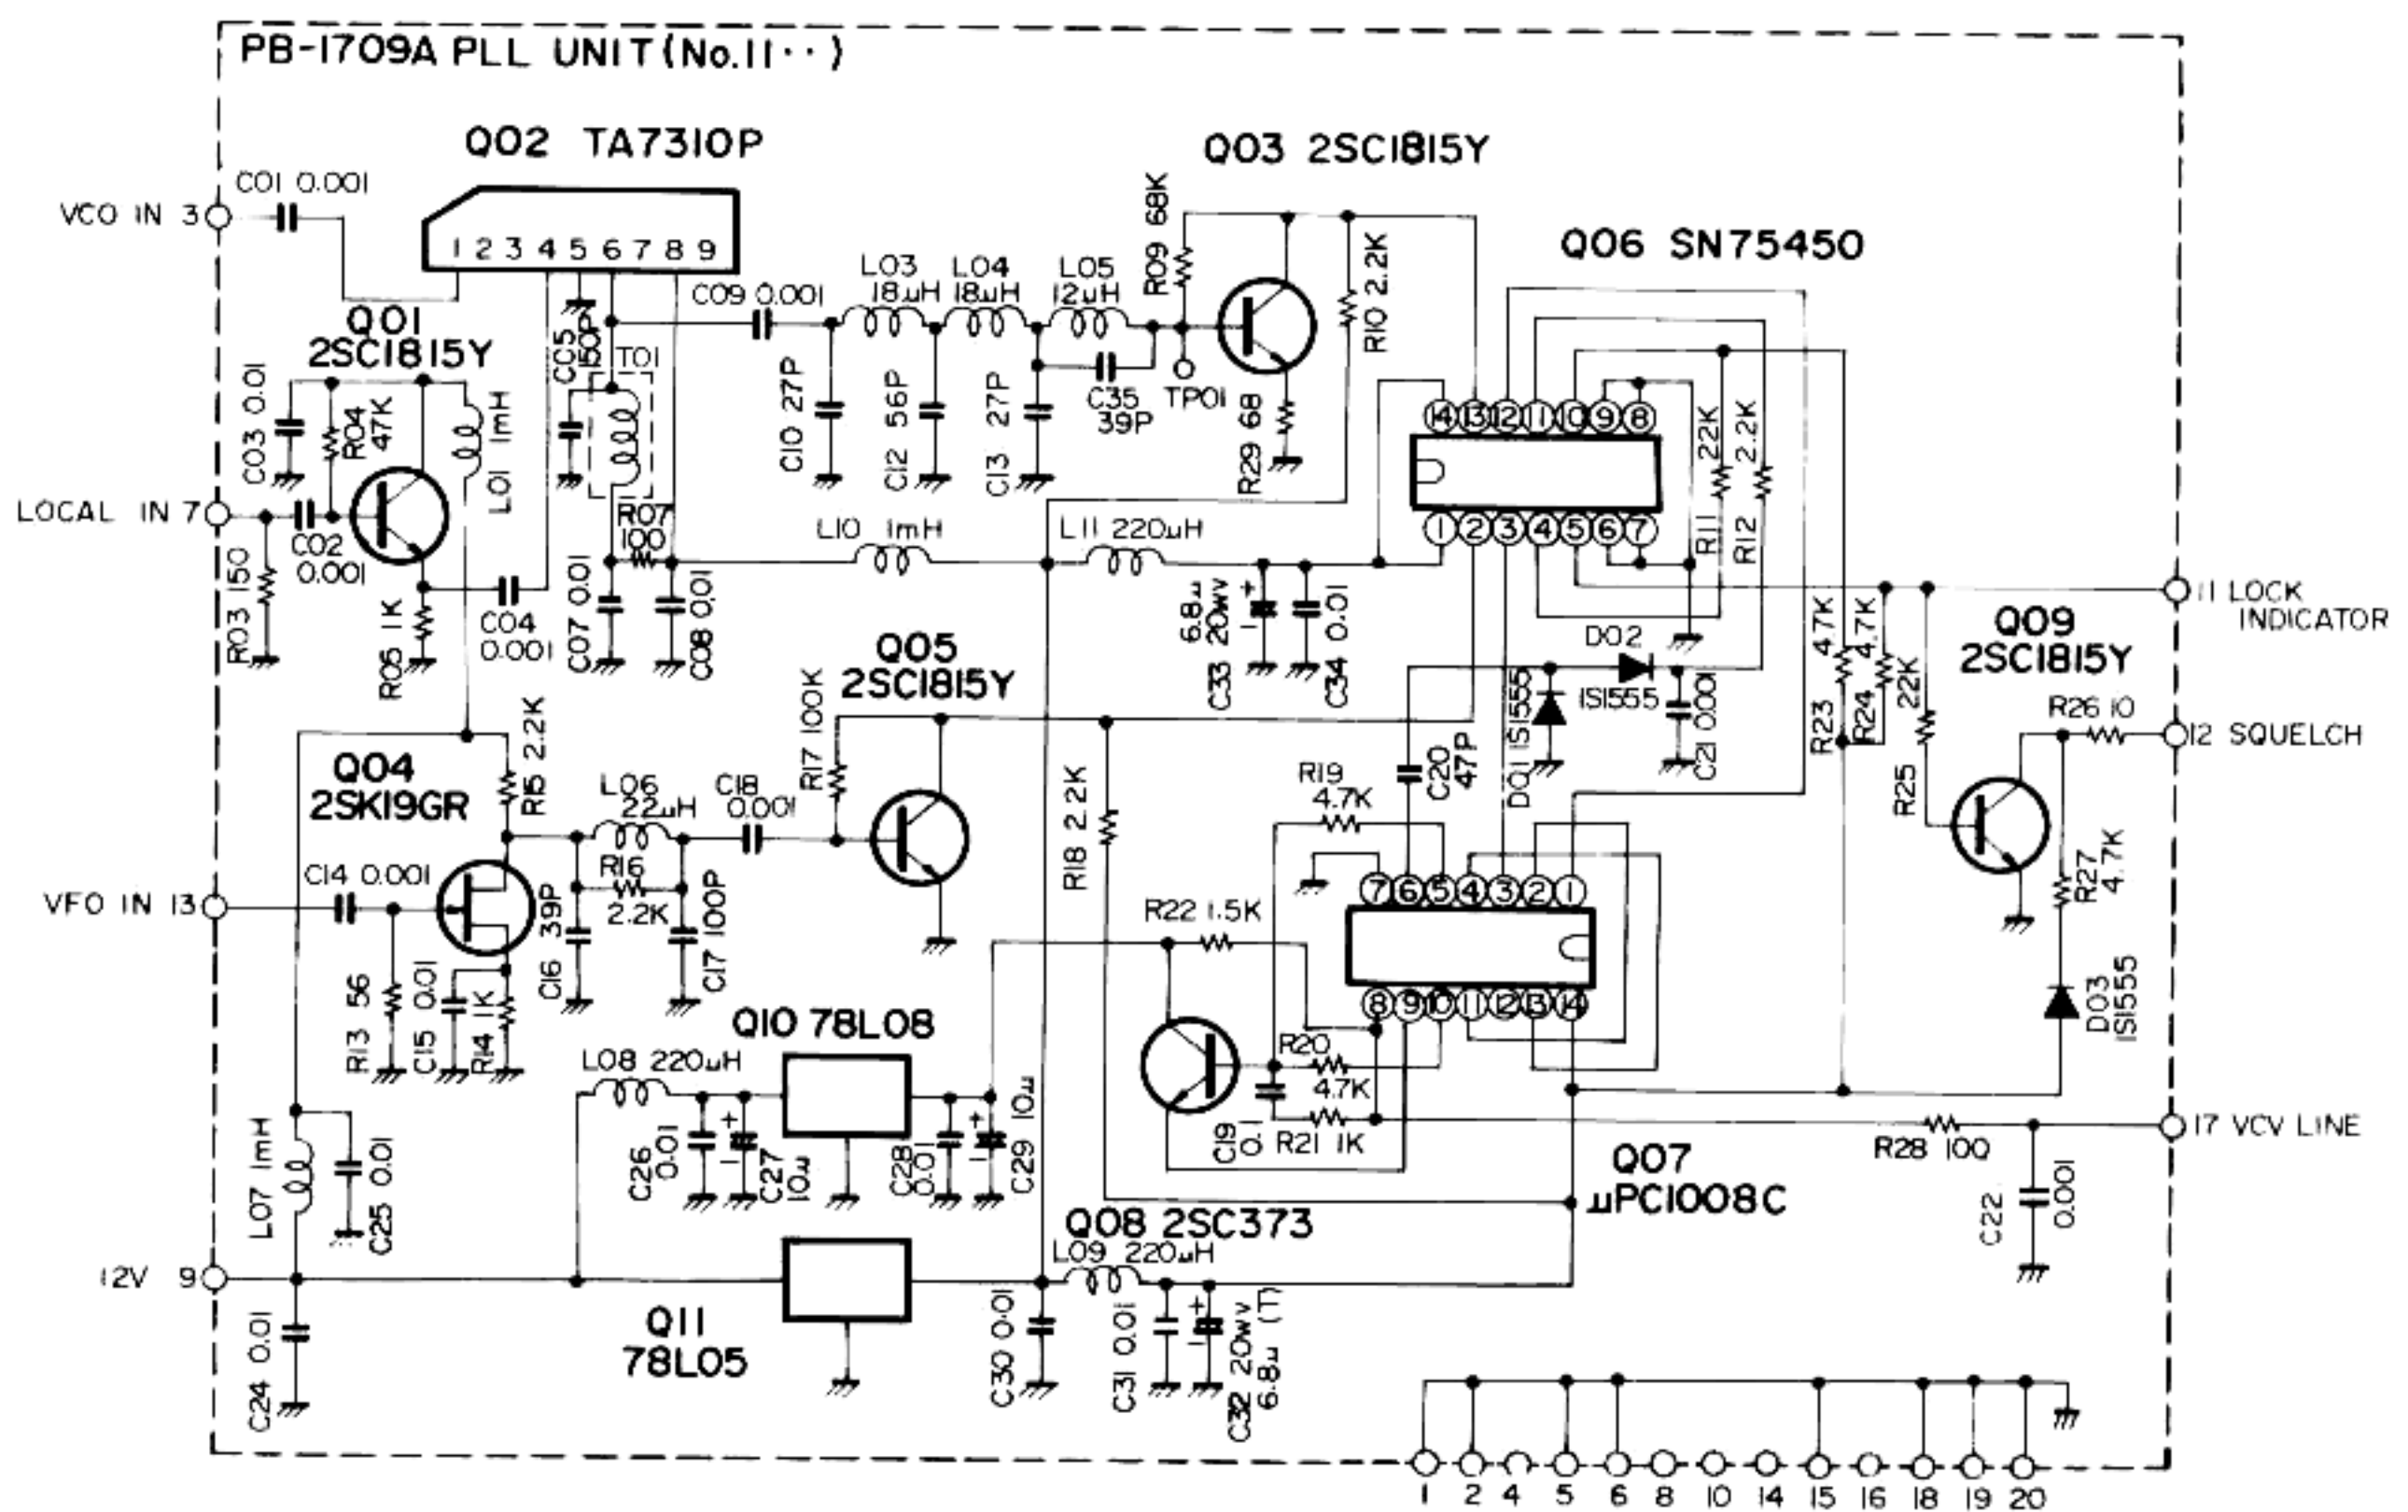 PB-1709A PLL UNIT (No.11··)
Q02 TA7310P
Q03 2SC1815Y
Q06 SN75450
C01 0.001
VCO IN 3
1 2 3 4 5 6 7 8 9
Q01
2SC1815Y
C03 0.01
R04
47K
L01 1mH
LOCAL IN 7
C02
0.001
R03 150
R05 1K
C04
0.001
CC5
150P
T01
R07
100
C07 0.01
C08 0.01
C09 0.001
L03
18µH
L04
18µH
L05
12µH
C10 27P
C12 56P
C13 27P
C35
39P
TP01
R09 68K
R29 68
R10 2.2K
14 13 12 11 10 9 8
1 2 3 4 5 6 7
R11 22K
R12 2.2K
L10 1mH
L11 220µH
C33 6.8µ 20WV
C34 0.01
D02
1S1555
D01 1S1555
C21 0.001
C20
47P
R23 4.7K
R24 4.7K
R25 22K
11 LOCK
INDICATOR
Q09
2SC1815Y
R26 10
12 SQUELCH
R27
4.7K
D03
1S1555
Q05
2SC1815Y
R17 100K
R18 2.2K
Q04
2SK19GR
R15 2.2K
L06
22µH
R16
2.2K
C18
0.001
C14 0.001
VFO IN 13
C16 39P
C17 100P
R13 56
C15 0.01
R14 1K
R19
4.7K
R22 1.5K
7 6 5 4 3 2 1
8 9 10 11 12 13 14
R20
4.7K
C19
0.1
R21 1K
Q07
µPC1008C
R28 100
17 VCV LINE
C22
0.001
Q10 78L08
L08 220µH
C26
0.01
C27
10µ
C28
0.01
C29 10µ
L07 1mH
C25 0.01
12V 9
C24 0.01
Q11
78L05
Q08 2SC373
L09 220µH
C30 0.01
C31 0.01
C32 20WV
6.8µ (T)
1 2 4 5 6 8 10 14 15 16 18 19 20